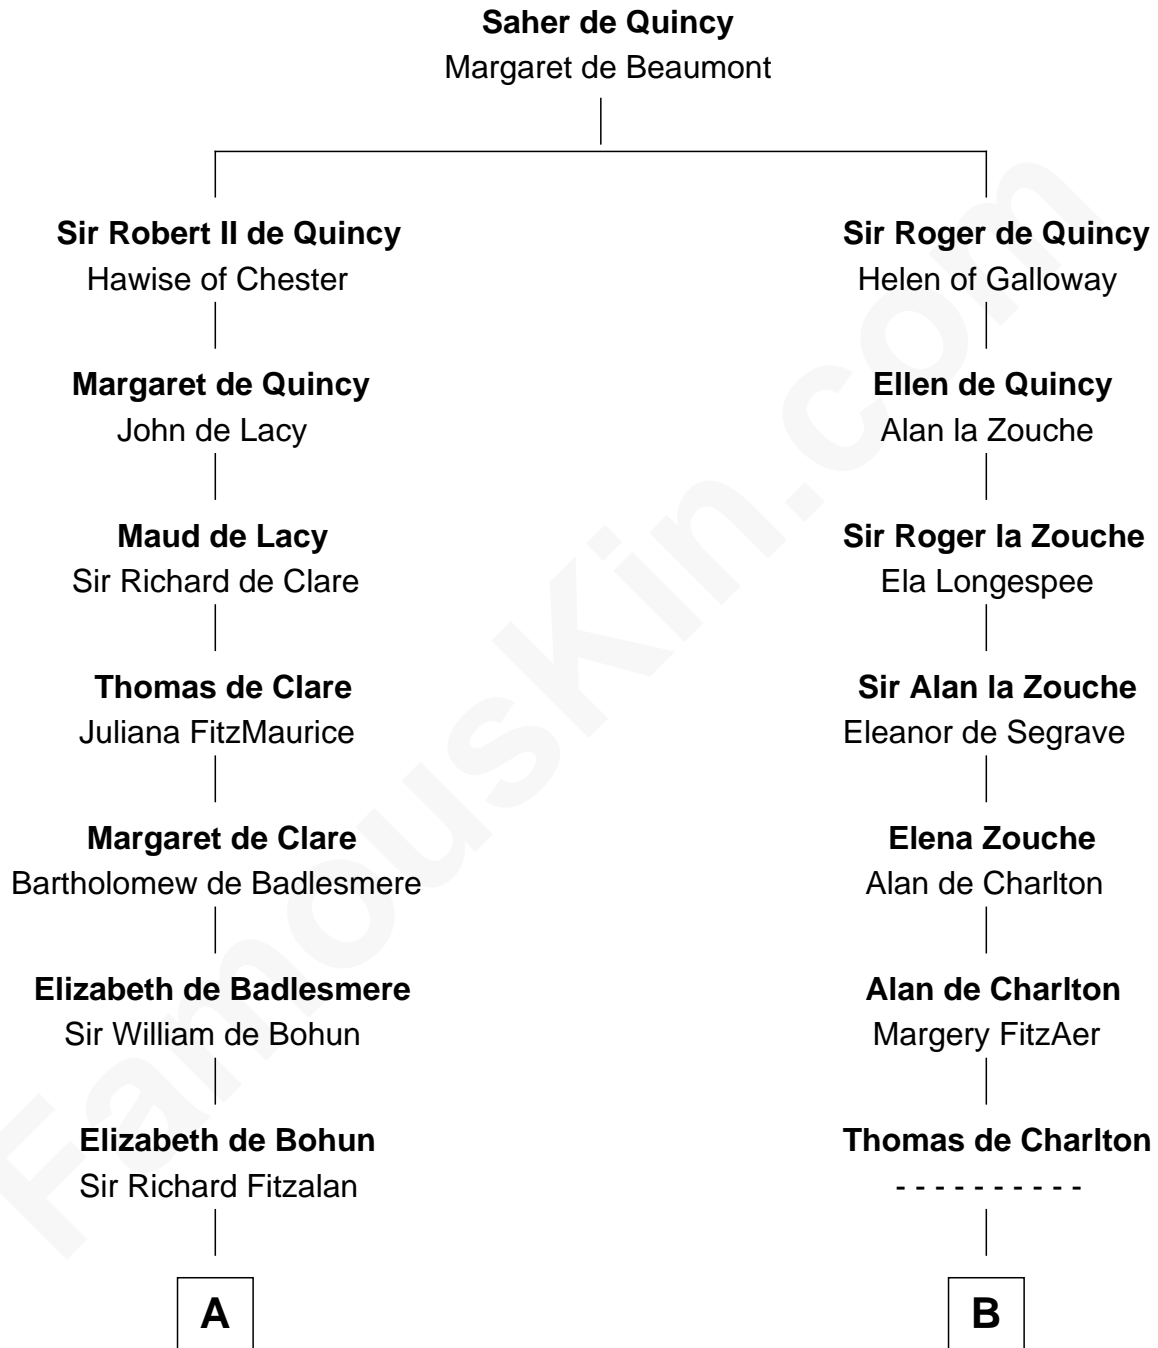 Saher de Quincy
Margaret de Beaumont
Sir Robert II de Quincy
Hawise of Chester
Sir Roger de Quincy
Helen of Galloway
Margaret de Quincy
John de Lacy
Ellen de Quincy
Alan la Zouche
Maud de Lacy
Sir Richard de Clare
Sir Roger la Zouche
Ela Longespee
Thomas de Clare
Juliana FitzMaurice
Sir Alan la Zouche
Eleanor de Segrave
Margaret de Clare
Bartholomew de Badlesmere
Elena Zouche
Alan de Charlton
Elizabeth de Badlesmere
Sir William de Bohun
Alan de Charlton
Margery FitzAer
Elizabeth de Bohun
Sir Richard Fitzalan
Thomas de Charlton
- - - - - - - - - -
A
B
FamousKin.com